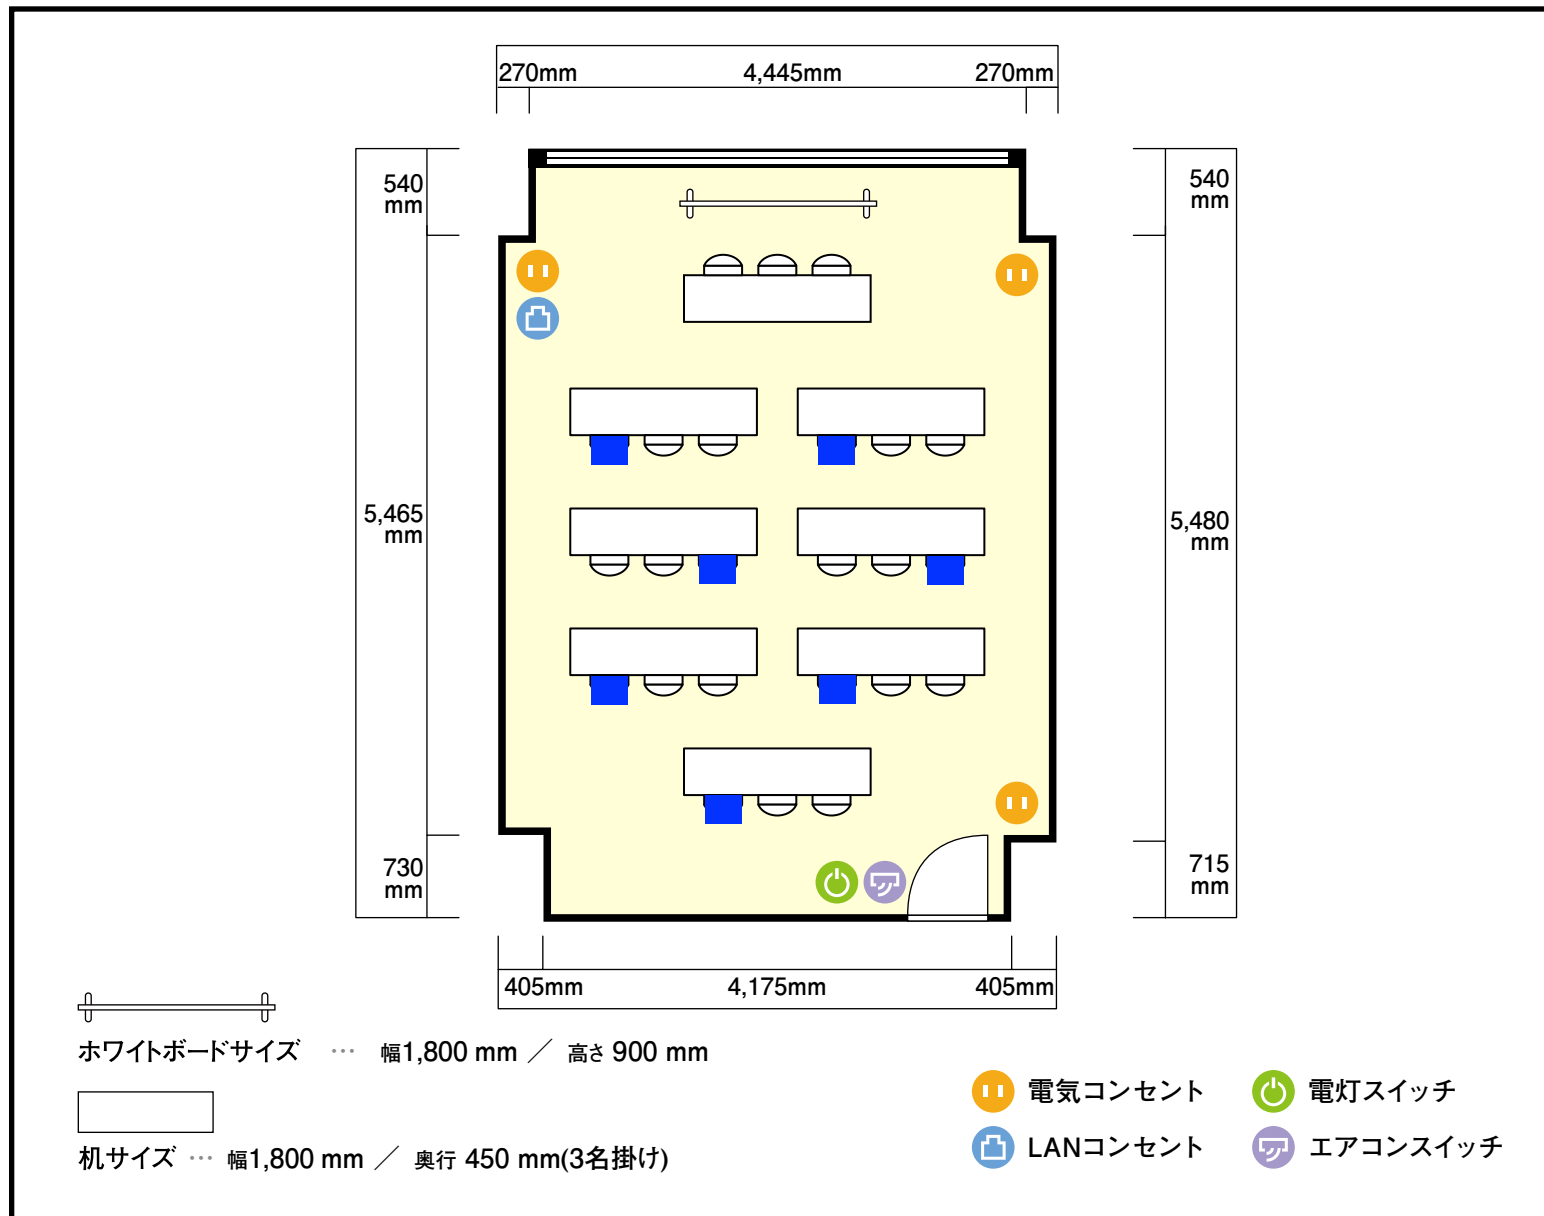 270mm 4,445mm 270mm
540
mm
540
mm
5,465
mm
5,480
mm
730
mm
715
mm
405mm 4,175mm 405mm
ホワイトボードサイズ … 幅1,800 mm ／ 高さ 900 mm
机サイズ … 幅1,800 mm ／ 奥行 450 mm(3名掛け)
電気コンセント 電灯スイッチ
LANコンセント エアコンスイッチ